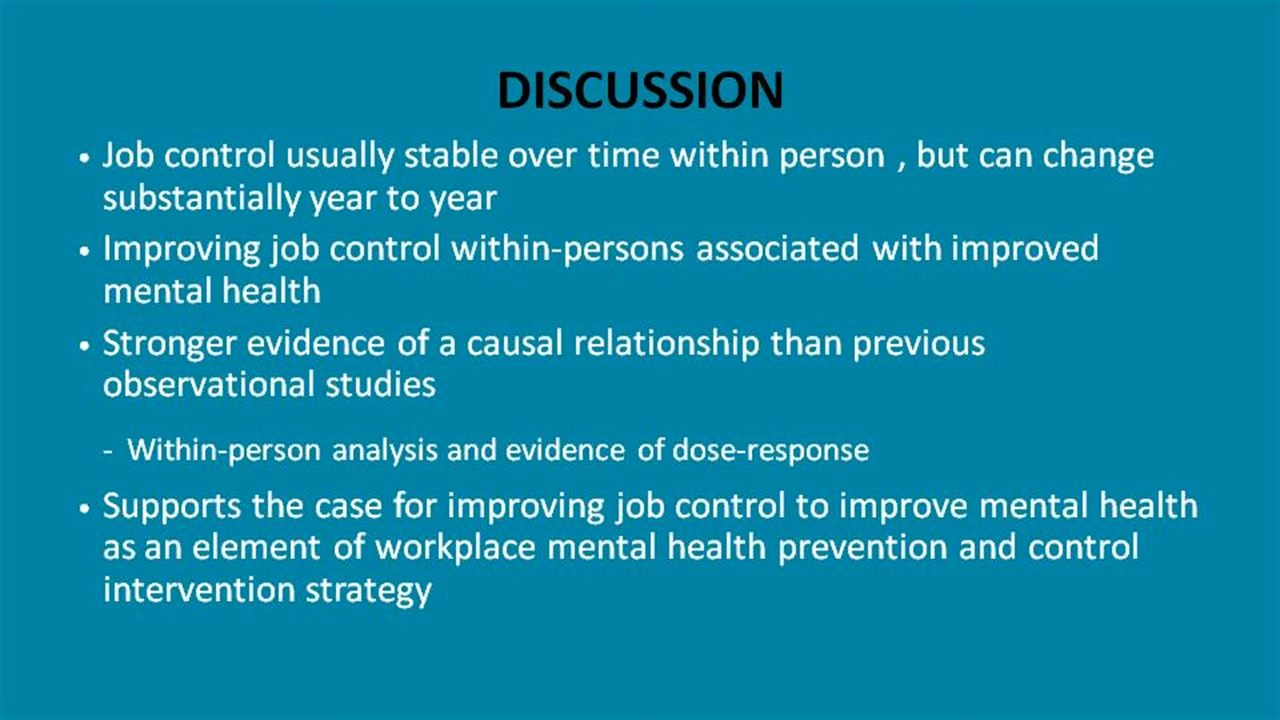 DISCUSSION
• Job control usually stable over time within person , but can change
substantially year to year
• Improving job control within-persons associated with improved
mental health
• Stronger evidence of a causal relationship than previous
observational studies
- Within-person analysis and evidence of dose-response
• Supports the case for improving job control to improve mental health
as an element of workplace mental health prevention and control
intervention strategy